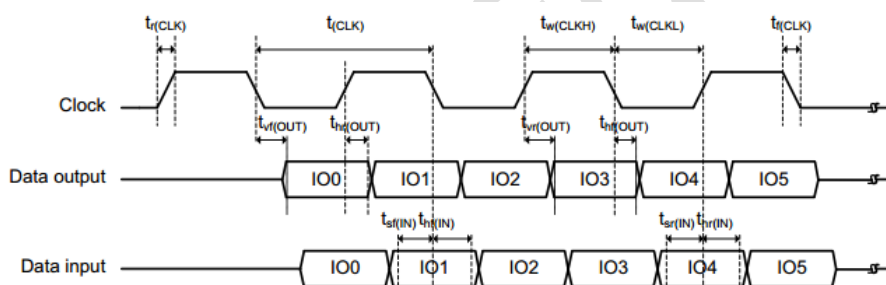 tr(CLK) t(CLK) tw(CLKH) tw(CLKL) tf(CLK)
Clock
tvf(OUT) thr(OUT) tvr(OUT) thf(OUT)
Data output IO0 IO1 IO2 IO3 IO4 IO5
tsf(IN) thf(IN) tsr(IN) thr(IN)
Data input IO0 IO1 IO2 IO3 IO4 IO5